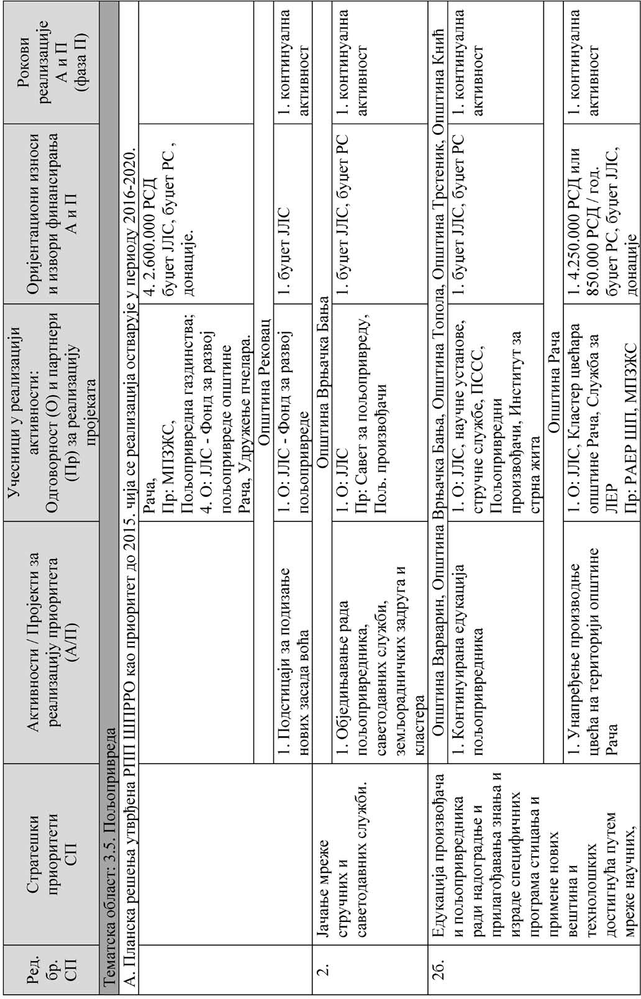 Ред.
бр.
СП
Стратешки
приоритети
СП
Активности / Пројекти за
реализацију приоритета
(А/П)
Учесници у реализацији
активности:
Одговорност (О) и партнери
(Пр) за реализацију
пројеката
Оријентациони износи
и извори финансирања
А и П
Рокови
реализације
А и П
(фаза П)
Тематска област: 3.5. Пољопривреда
А. Планска решења утврђена РПП ШПРРО као приоритет до 2015. чија се реализација остварује у периоду 2016-2020.
Рача,
Пр: МПЗЖС,
Пољопривредна газдинства;
4. О: ЈЛС - Фонд за развој
пољопривреде општине
Рача, Удружење пчелара.
4. 2.600.000 РСД
буџет ЈЛС, буџет РС ,
донације.
Општина Рековац
1. Подстицаји за подизање
нових засада воћа
1. О: ЈЛС - Фонд за развој
пољопривреде
1. буџет ЈЛС
1. континуална
активност
2.
Јачање мреже
стручних и
саветодавних служби.
Општина Врњачка Бања
1. Обједињавање рада
пољопривредника,
саветодавних служби,
земљорадничких задруга и
кластера
1. О: ЈЛС
Пр: Савет за пољопривреду,
Пољ. произвођачи
1. буџет ЈЛС, буџет РС
1. континуална
активност
2б.
Едукација произвођача
и пољопривредника
ради надоградње и
прилагођавања знања и
израде специфичних
програма стицања и
примене нових
вештина и
технолошких
достигнућа путем
мреже научних,
Општина Варварин, Општина Врњачка Бања, Општина Топола, Општина Трстеник, Општина Кнић
1. Континуирана едукација
пољопривредника
1. О: ЈЛС, научне установе,
стручне службе, ПССС,
Пољопривредни
произвођачи, Институт за
стрна жита
1. буџет ЈЛС, буџет РС
1. континуална
активност
Општина Рача
1. Унапређење производње
цвећа на територији општине
Рача
1. О: ЈЛС, Кластер цвећара
општине Рача, Служба за
ЛЕР
Пр: РАЕР ШП, МПЗЖС
1. 4.250.000 РСД или
850.000 РСД / год.
буџет РС, буџет ЈЛС,
донације
1. континуална
активност